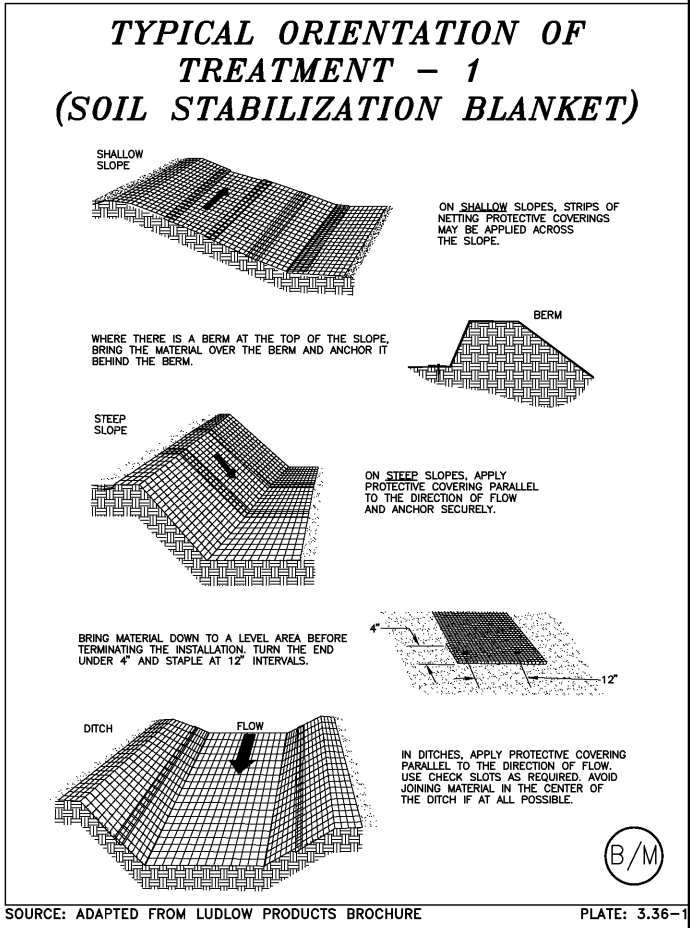 TYPICAL ORIENTATION OF
TREATMENT - 1
(SOIL STABILIZATION BLANKET)
SHALLOW
SLOPE
ON SHALLOW SLOPES, STRIPS OF
NETTING PROTECTIVE COVERINGS
MAY BE APPLIED ACROSS
THE SLOPE.
BERM
WHERE THERE IS A BERM AT THE TOP OF THE SLOPE,
BRING THE MATERIAL OVER THE BERM AND ANCHOR IT
BEHIND THE BERM.
STEEP
SLOPE
ON STEEP SLOPES, APPLY
PROTECTIVE COVERING PARALLEL
TO THE DIRECTION OF FLOW
AND ANCHOR SECURELY.
BRING MATERIAL DOWN TO A LEVEL AREA BEFORE
TERMINATING THE INSTALLATION. TURN THE END
UNDER 4" AND STAPLE AT 12" INTERVALS.
4"
12"
DITCH
FLOW
IN DITCHES, APPLY PROTECTIVE COVERING
PARALLEL TO THE DIRECTION OF FLOW.
USE CHECK SLOTS AS REQUIRED. AVOID
JOINING MATERIAL IN THE CENTER OF
THE DITCH IF AT ALL POSSIBLE.
B/M
SOURCE: ADAPTED FROM LUDLOW PRODUCTS BROCHURE
PLATE: 3.36-1